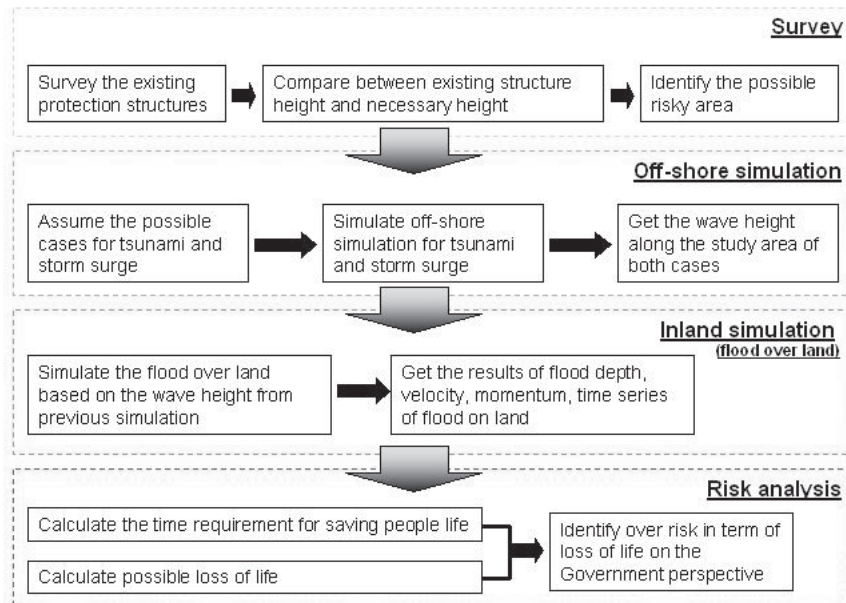 Survey
Survey the existing
protection structures
Compare between existing structure
height and necessary height
Identify the possible
risky area
Off-shore simulation
Assume the possible
cases for tsunami and
storm surge
Simulate off-shore
simulation for tsunami
and storm surge
Get the wave height
along the study area of
both cases
Inland simulation
(flood over land)
Simulate the flood over land
based on the wave height from
previous simulation
Get the results of flood depth,
velocity, momentum, time series
of flood on land
Risk analysis
Calculate the time requirement for saving people life
Calculate possible loss of life
Identify over risk in term of
loss of life on the
Government perspective